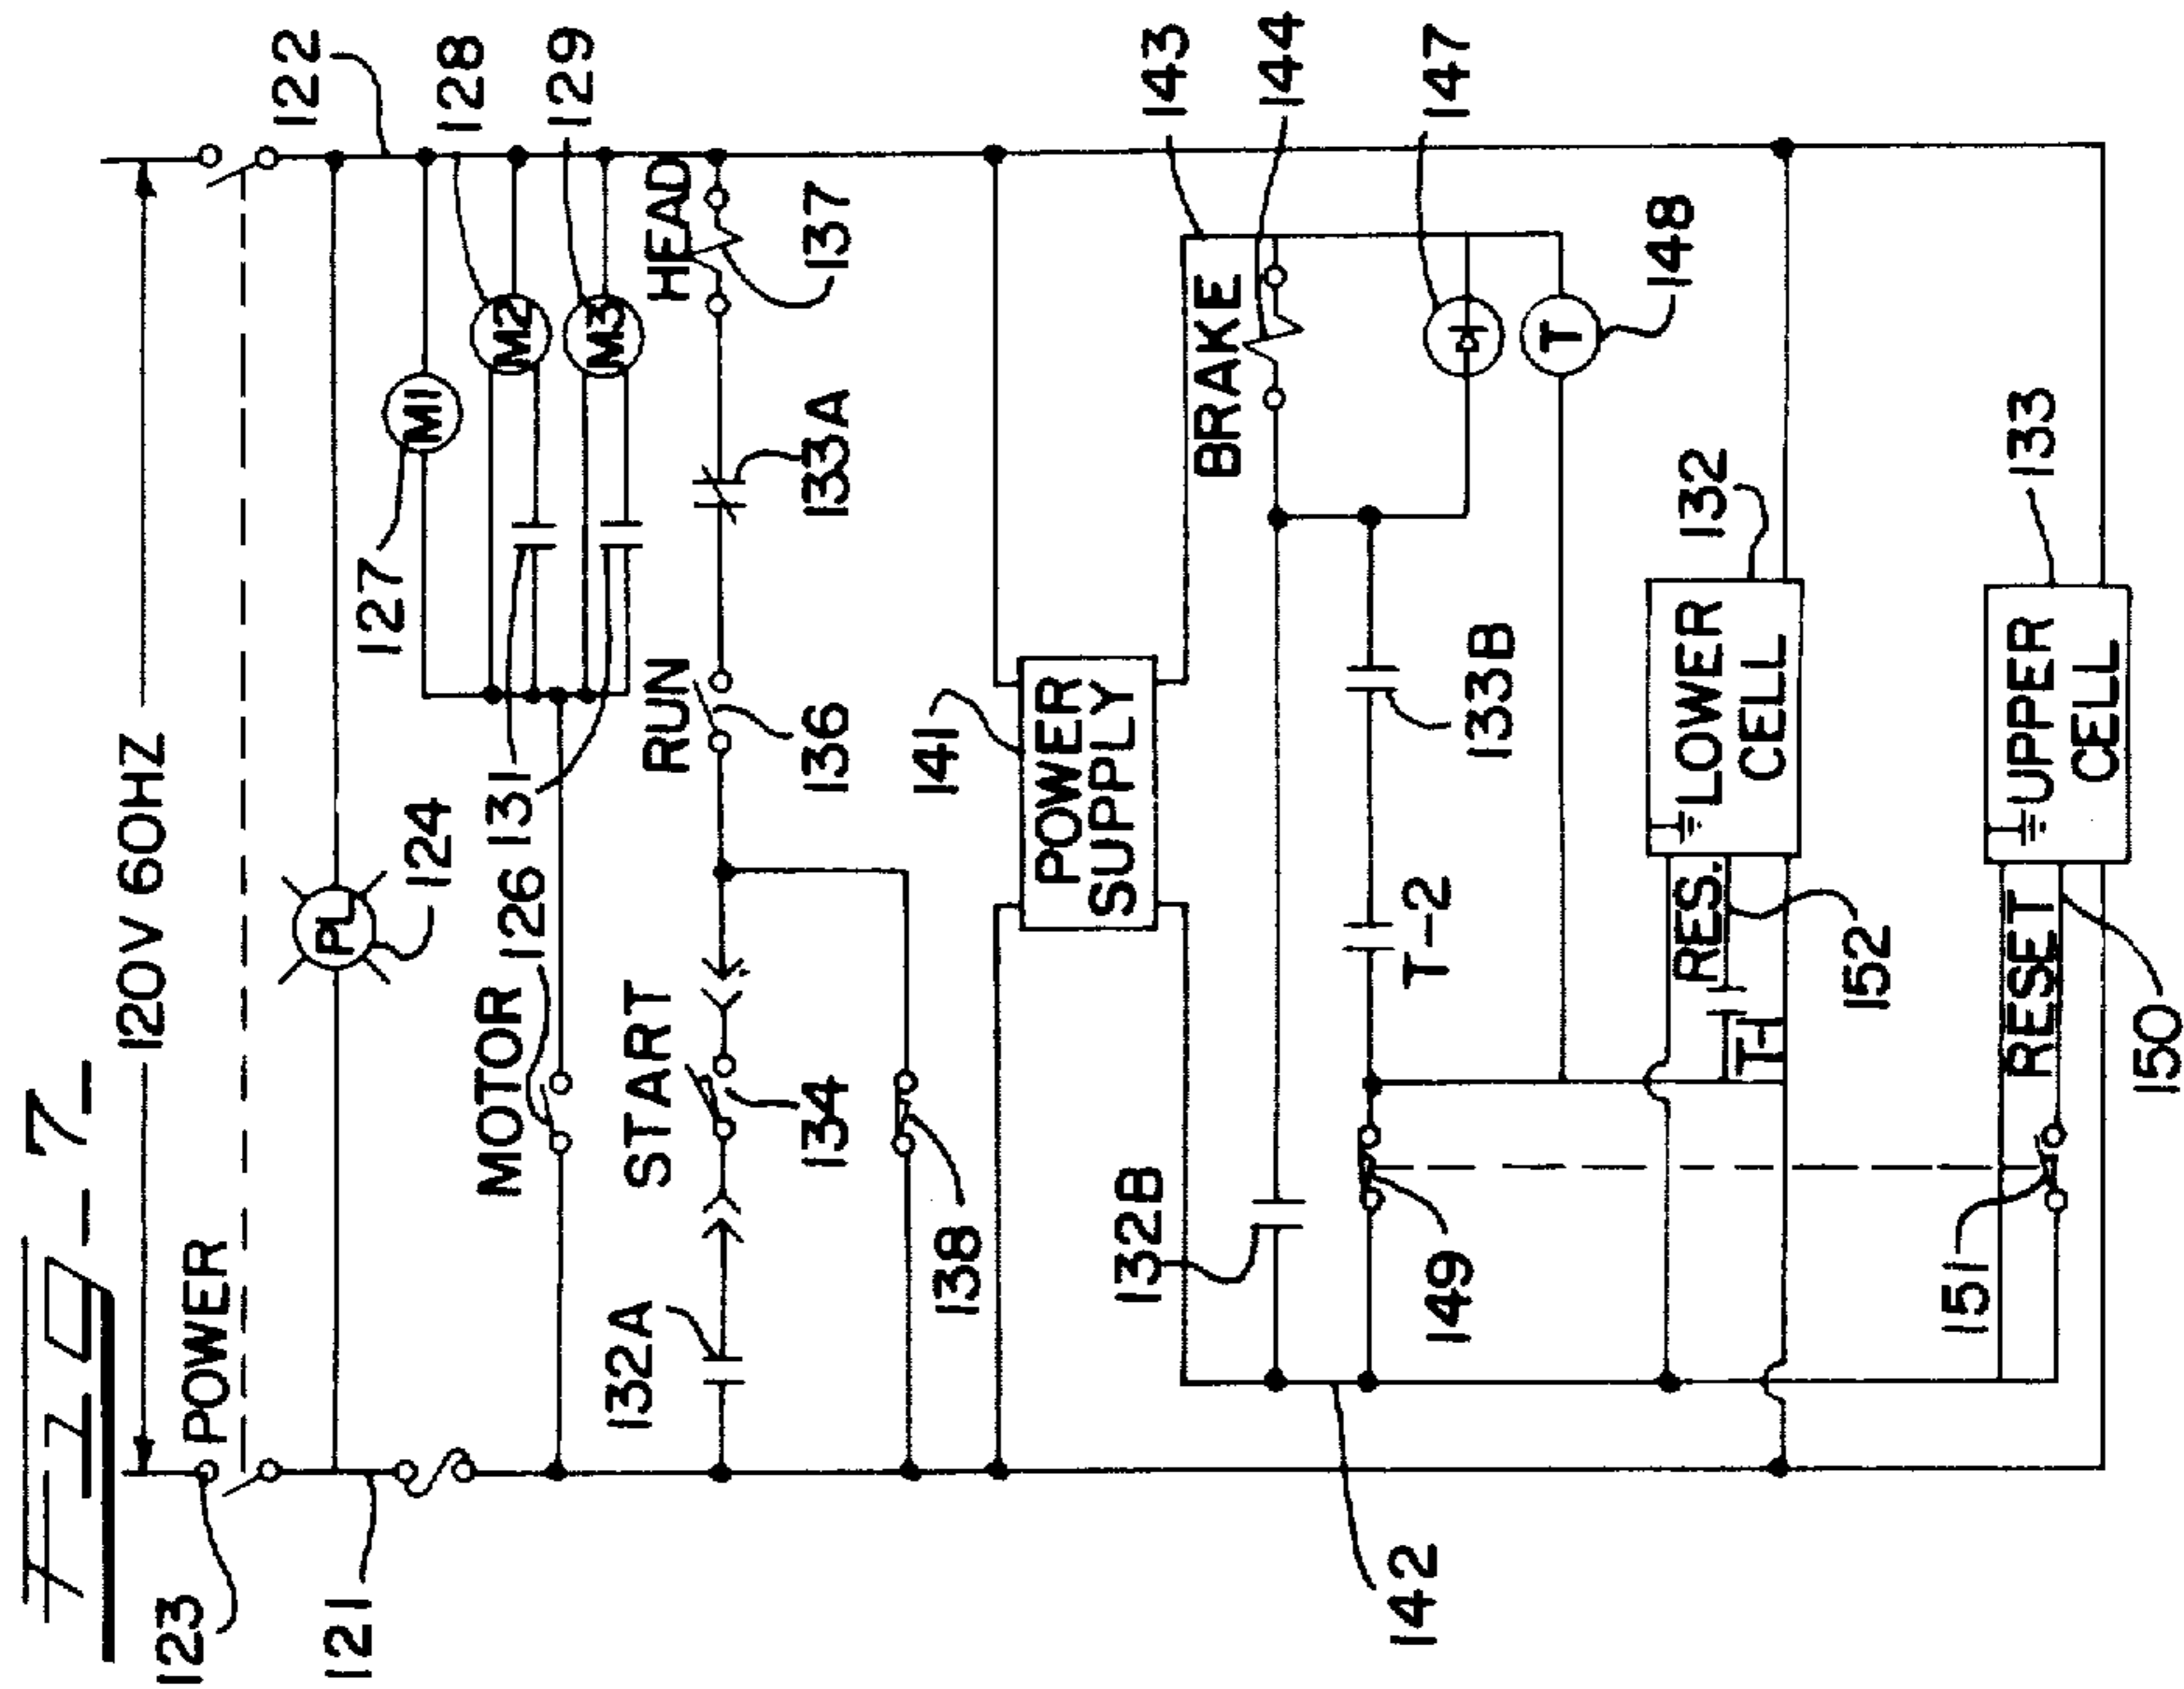 FIG-7
120V 60HZ
POWER
123
122
121
PL
124
M1
127
M2
128
M3
129
131
MOTOR
126
START
132A
134
RUN
136
133A
HEAD
137
138
141
POWER
SUPPLY
143
BRAKE
144
132B
142
149
T-2
133B
147
T
148
LOWER
CELL
132
RES.
152
T-1
UPPER
CELL
133
RESET
150
151